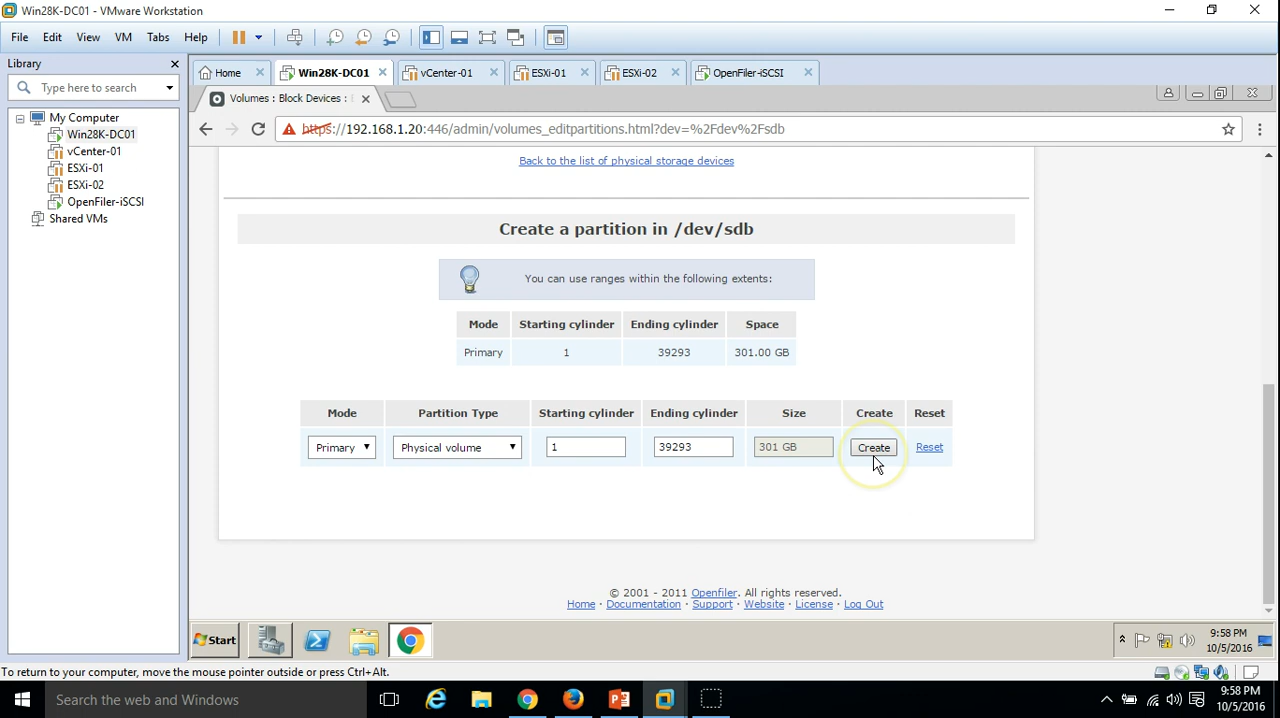 Win28K-DC01 - VMware Workstation
File Edit View VM Tabs Help
Library
Home Win28K-DC01 vCenter-01 ESXi-01 ESXi-02 OpenFiler-iSCSI
Type here to search
Volumes : Block Devices :
My Computer
Win28K-DC01
vCenter-01
ESXi-01
ESXi-02
OpenFiler-iSCSI
Shared VMs
https://192.168.1.20:446/admin/volumes_editpartitions.html?dev=%2Fdev%2Fsdb
Back to the list of physical storage devices
Create a partition in /dev/sdb
You can use ranges within the following extents:
Mode Starting cylinder Ending cylinder Space
Primary 1 39293 301.00 GB
Mode Partition Type Starting cylinder Ending cylinder Size Create Reset
Primary Physical volume 1 39293 301 GB Create Reset
© 2001 - 2011 Openfiler. All rights reserved.
Home · Documentation · Support · Website · License · Log Out
Start
9:58 PM
10/5/2016
To return to your computer, move the mouse pointer outside or press Ctrl+Alt.
Search the web and Windows
9:58 PM
10/5/2016